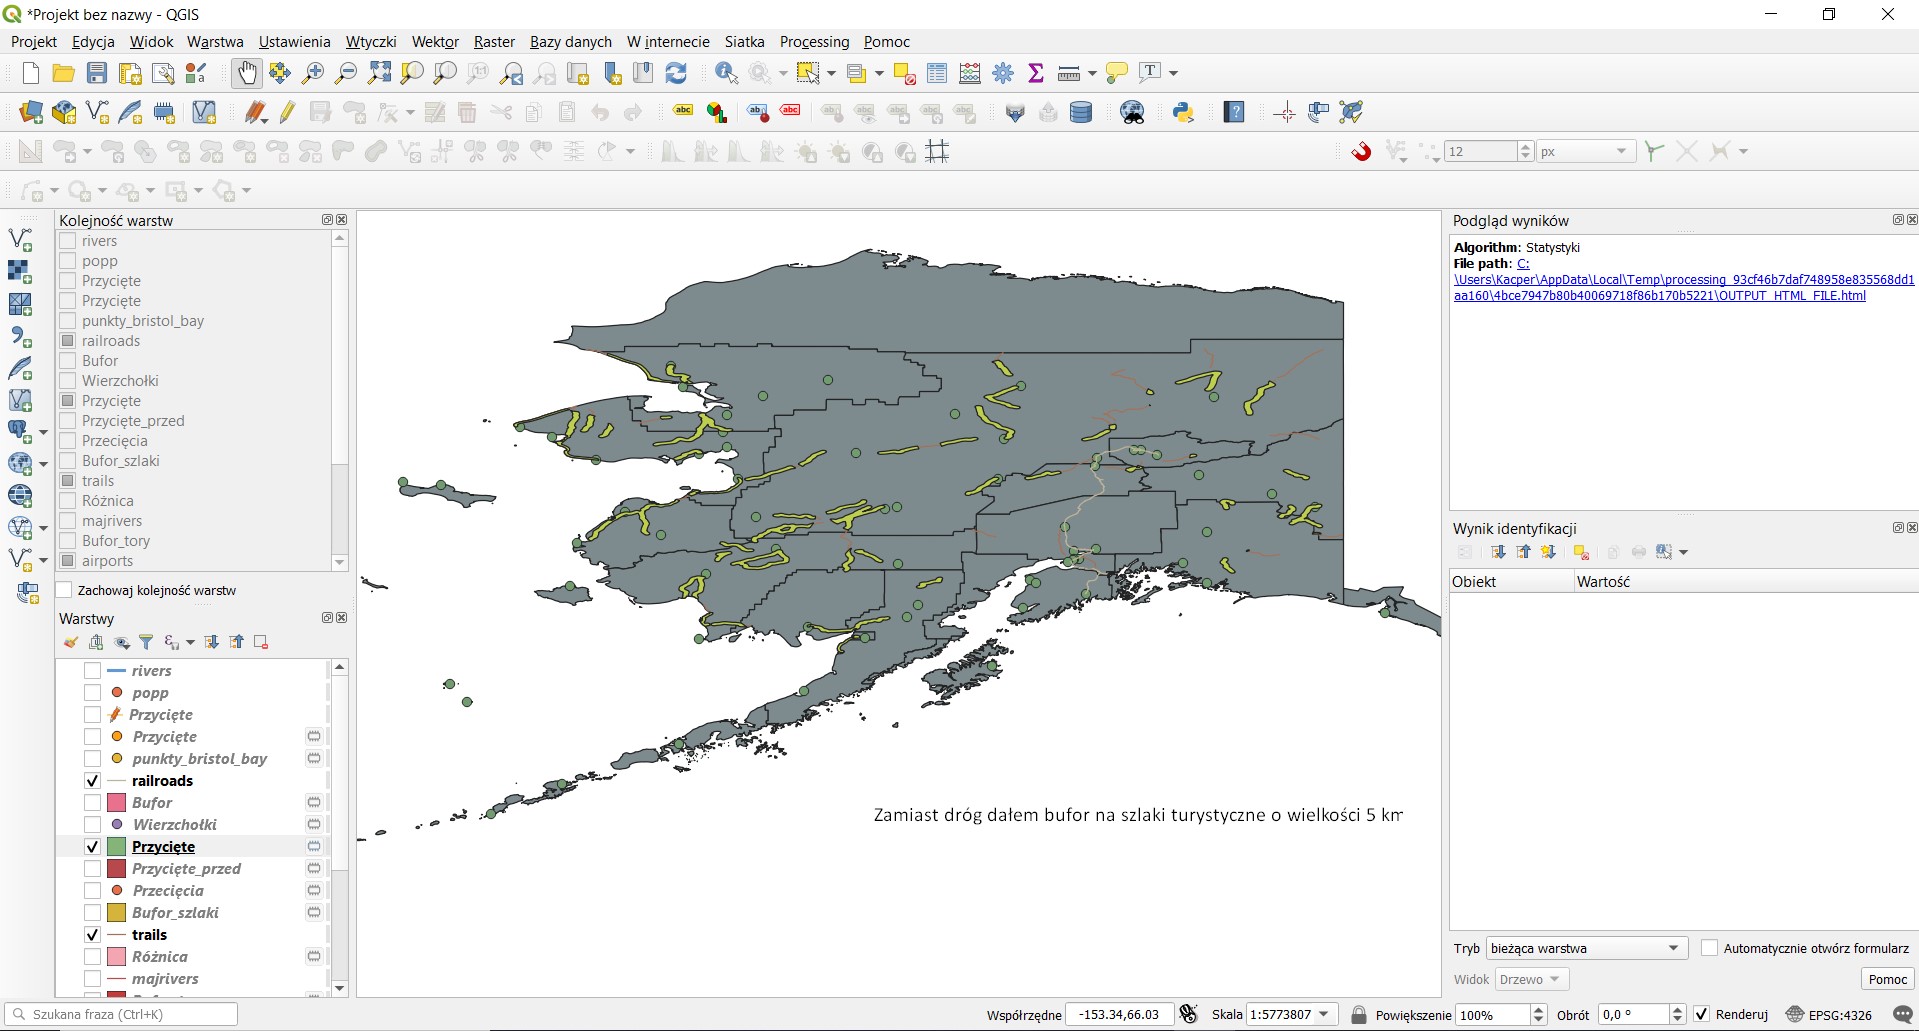 *Projekt bez nazwy - QGIS
Projekt Edycja Widok Warstwa Ustawienia Wtyczki Wektor Raster Bazy danych W internecie Siatka Processing Pomoc
12 px
Kolejność warstw
rivers
popp
Przycięte
Przycięte
punkty_bristol_bay
railroads
Bufor
Wierzchołki
Przycięte
Przycięte_przed
Przecięcia
Bufor_szlaki
trails
Różnica
majrivers
Bufor_tory
airports
Zachowaj kolejność warstw
Warstwy
rivers
popp
Przycięte
Przycięte
punkty_bristol_bay
railroads
Bufor
Wierzchołki
Przycięte
Przycięte_przed
Przecięcia
Bufor_szlaki
trails
Różnica
majrivers
Zamiast dróg dałem bufor na szlaki turystyczne o wielkości 5 km
Podgląd wyników
Algorithm: Statystyki
File path: C:
\Users\Kacper\AppData\Local\Temp\processing_93cf46b7daf748958e835568dd1
aa160\4bce7947b80b40069718f86b170b5221\OUTPUT_HTML_FILE.html
Wynik identyfikacji
Obiekt Wartość
Tryb bieżąca warstwa Automatycznie otwórz formularz
Widok Drzewo Pomoc
Szukana fraza (Ctrl+K) Współrzędne -153.34,66.03 Skala 1:5773807 Powiększenie 100% Obrót 0,0 ° Renderuj EPSG:4326